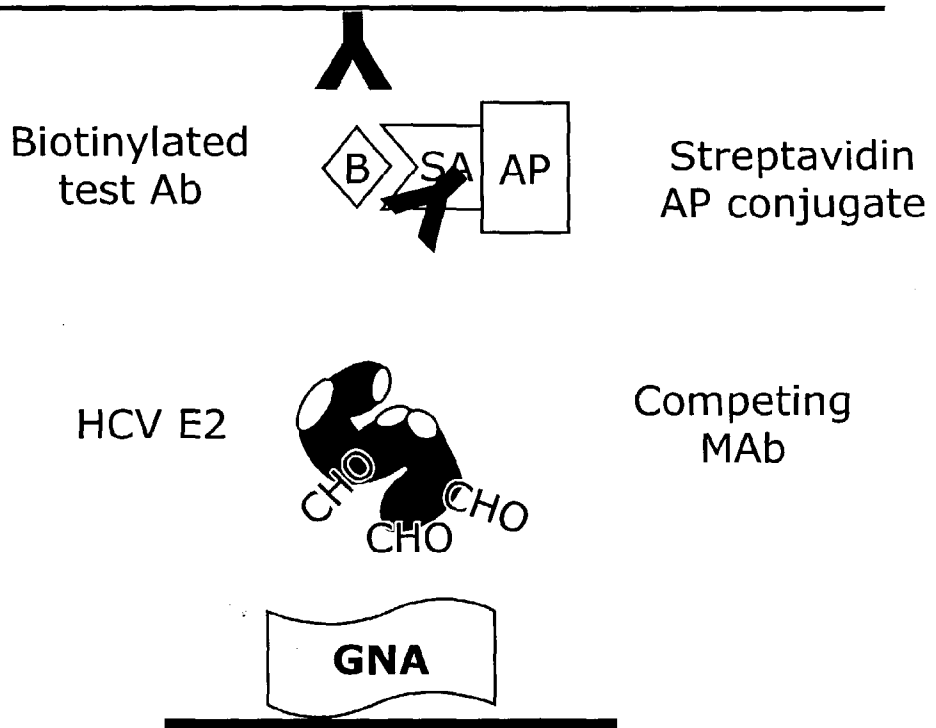 Biotinylated
test Ab
B
SA
AP
Streptavidin
AP conjugate
HCV E2
Competing
MAb
CHO
CHO
CHO
GNA